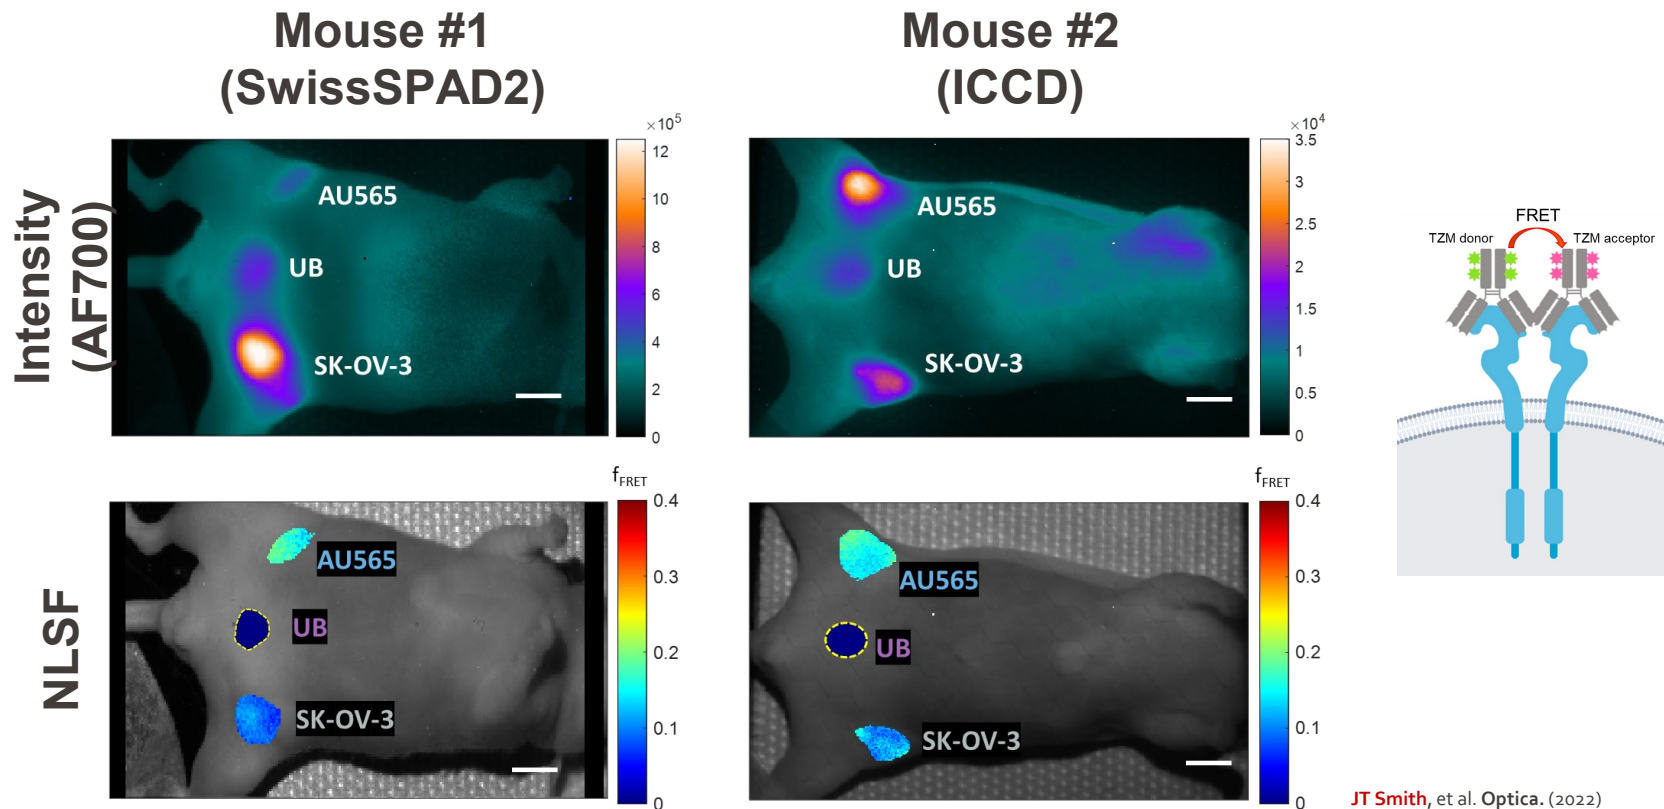 Mouse #1
(SwissSPAD2)
Mouse #2
(ICCD)
Intensity
(AF700)
×10⁵
12
10
8
6
4
2
0
AU565
UB
SK-OV-3
×10⁴
3.5
3
2.5
2
1.5
1
0.5
0
AU565
UB
SK-OV-3
FRET
TZM donor
TZM acceptor
NLSF
fFRET
0.4
0.3
0.2
0.1
0
AU565
UB
SK-OV-3
fFRET
0.4
0.3
0.2
0.1
0
AU565
UB
SK-OV-3
JT Smith, et al. Optica. (2022)